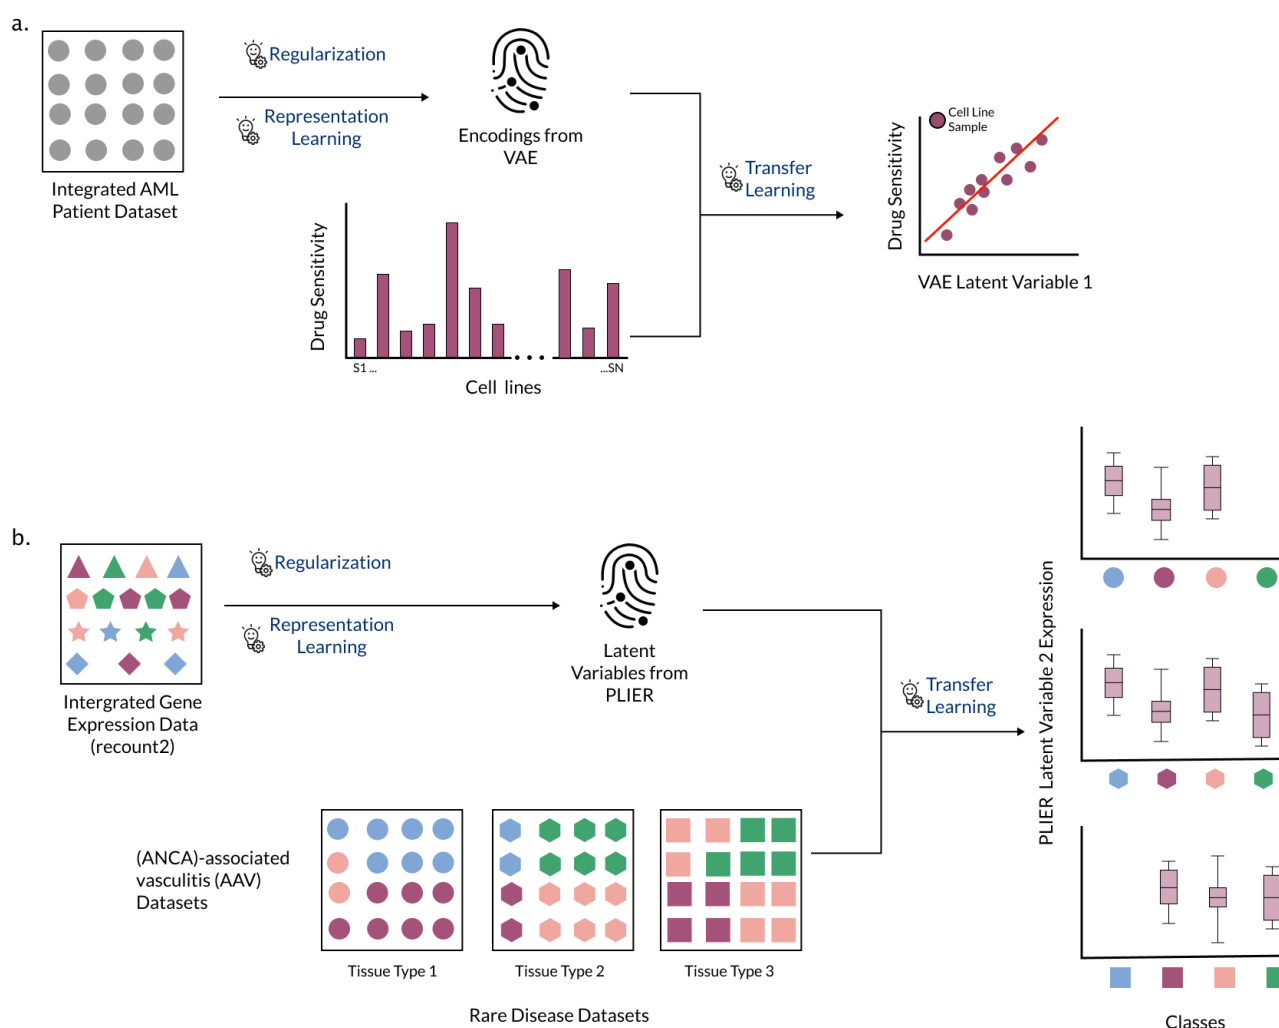 a.
Regularization
Representation
Learning
Integrated AML
Patient Dataset
Encodings from
VAE
Transfer
Learning
Drug Sensitivity
Cell Line
Sample
VAE Latent Variable 1
Drug Sensitivity
S1 ...
...SN
Cell lines
b.
Regularization
Representation
Learning
Intergrated Gene
Expression Data
(recount2)
Latent
Variables from
PLIER
Transfer
Learning
PLIER Latent Variable 2 Expression
(ANCA)-associated
vasculitis (AAV)
Datasets
Tissue Type 1
Tissue Type 2
Tissue Type 3
Rare Disease Datasets
Classes